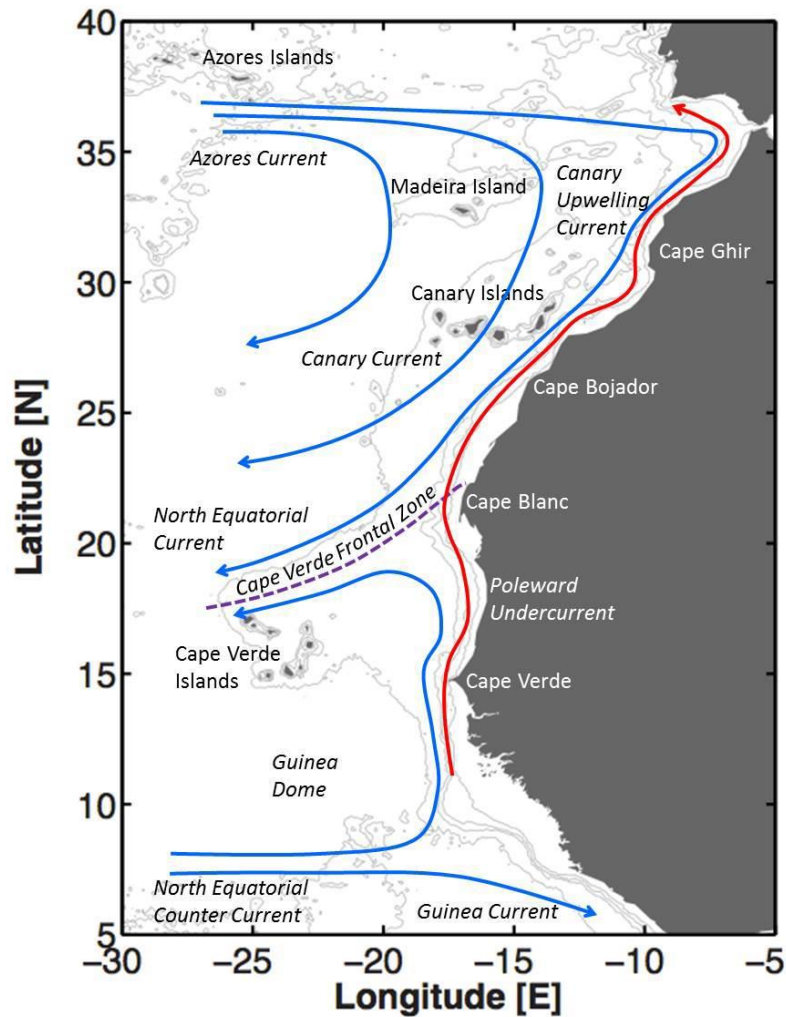 40
Azores Islands
35
Azores Current
Madeira Island
Canary
Upwelling
Current
Cape Ghir
30
Canary Islands
Canary Current
Cape Bojador
25
Latitude [N]
North Equatorial
Current
Cape Verde Frontal Zone
Cape Blanc
20
Poleward
Undercurrent
Cape Verde
Islands
Cape Verde
15
Guinea
Dome
10
North Equatorial
Counter Current
Guinea Current
5
−30
−25
−20
−15
−10
−5
Longitude [E]